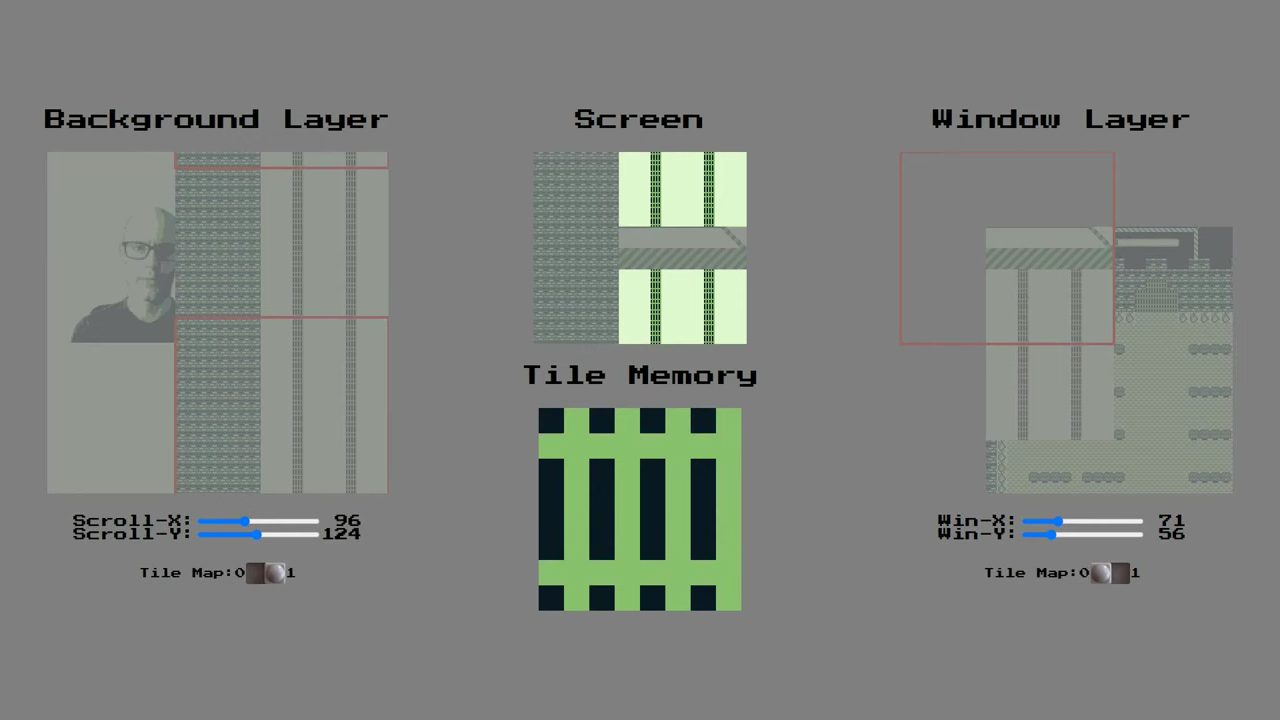 Background Layer
Screen
Window Layer
Tile Memory
Scroll-X: 96
Scroll-Y: 124
Tile Map:0 1
Win-X: 71
Win-Y: 56
Tile Map:0 1